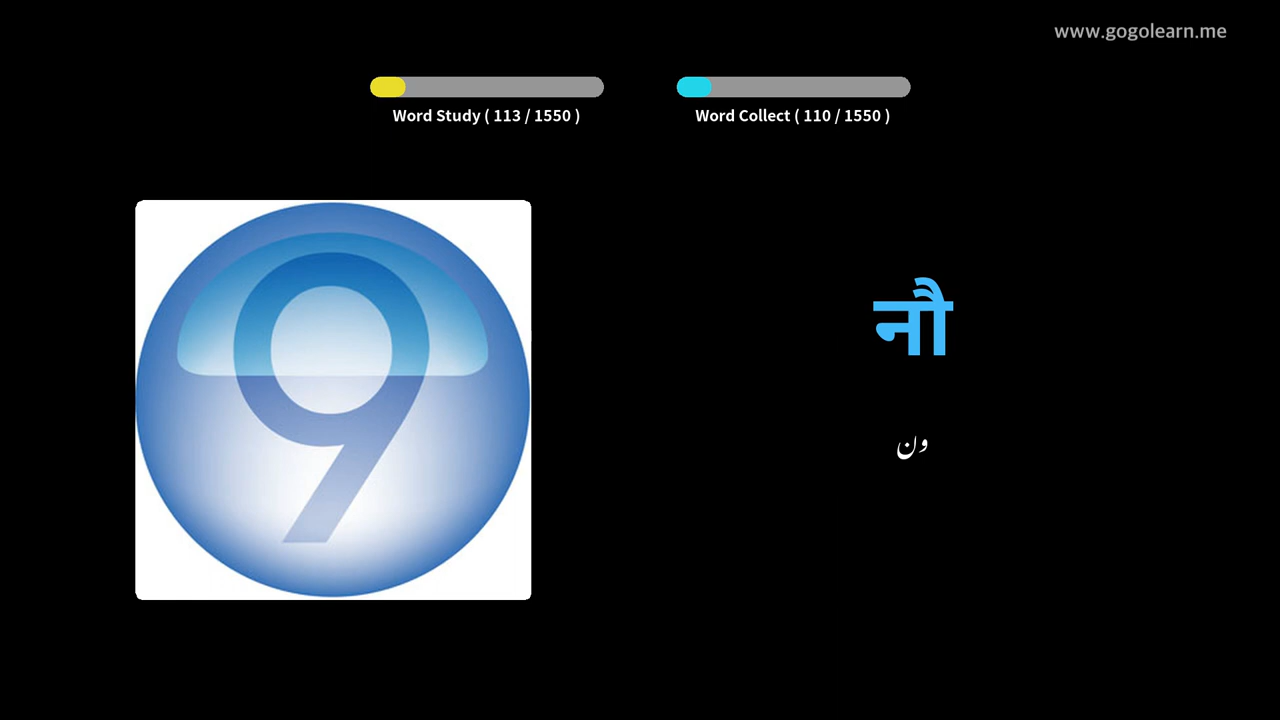 www.gogolearn.me
Word Study ( 113 / 1550 )
Word Collect ( 110 / 1550 )
9
नौ
ون